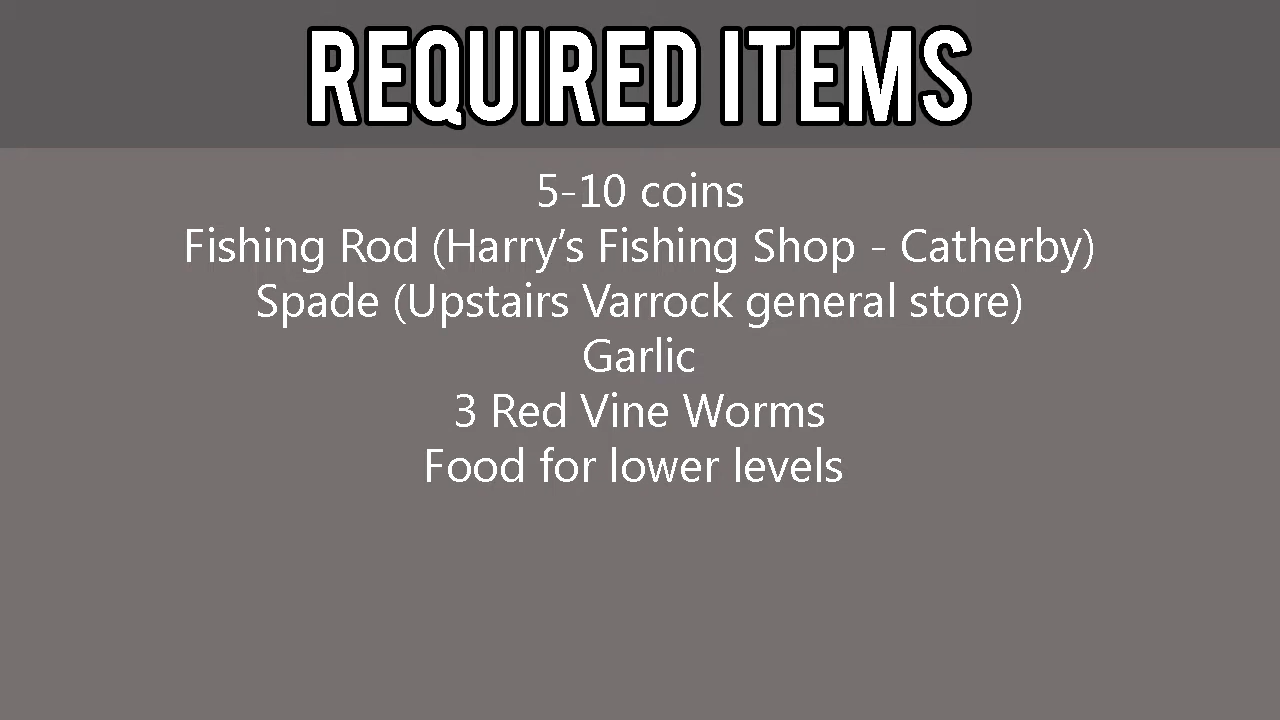 REQUIRED ITEMS
5-10 coins
Fishing Rod (Harry’s Fishing Shop - Catherby)
Spade (Upstairs Varrock general store)
Garlic
3 Red Vine Worms
Food for lower levels